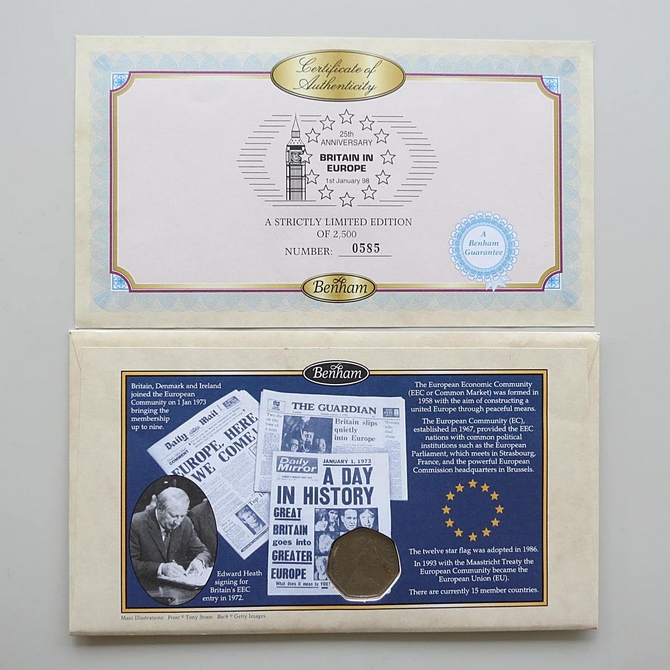 Certificate of
Authenticity
25th
ANNIVERSARY
BRITAIN IN
EUROPE
1st January 98
A STRICTLY LIMITED EDITION
OF 2,500
NUMBER: 0585
A
Benham
Guarantee
Benham
Benham
Britain, Denmark and Ireland
joined the European
Community on 1 Jan 1973
bringing the
membership
up to nine.
Daily Mail
EUROPE, HERE
WE COME!
THE GUARDIAN
Britain slips
quietly
into Europe
Daily
Mirror
JANUARY 1, 1973
A DAY
IN HISTORY
GREAT
BRITAIN
goes into
GREATER
EUROPE
What does it mean to YOU?
Edward Heath
signing for
Britain's EEC
entry in 1972.
The European Economic Community
(EEC or Common Market) was formed in
1958 with the aim of constructing a
united Europe through peaceful means.
The European Community (EC),
established in 1967, provided the EEC
nations with common political
institutions such as the European
Parliament, which meets in Strasbourg,
France, and the powerful European
Commission headquarters in Brussels.
The twelve star flag was adopted in 1986.
In 1993 with the Maastricht Treaty the
European Community became the
European Union (EU).
There are currently 15 member countries.
Main Illustrations: Front © Tony Stone. Back © Getty Images